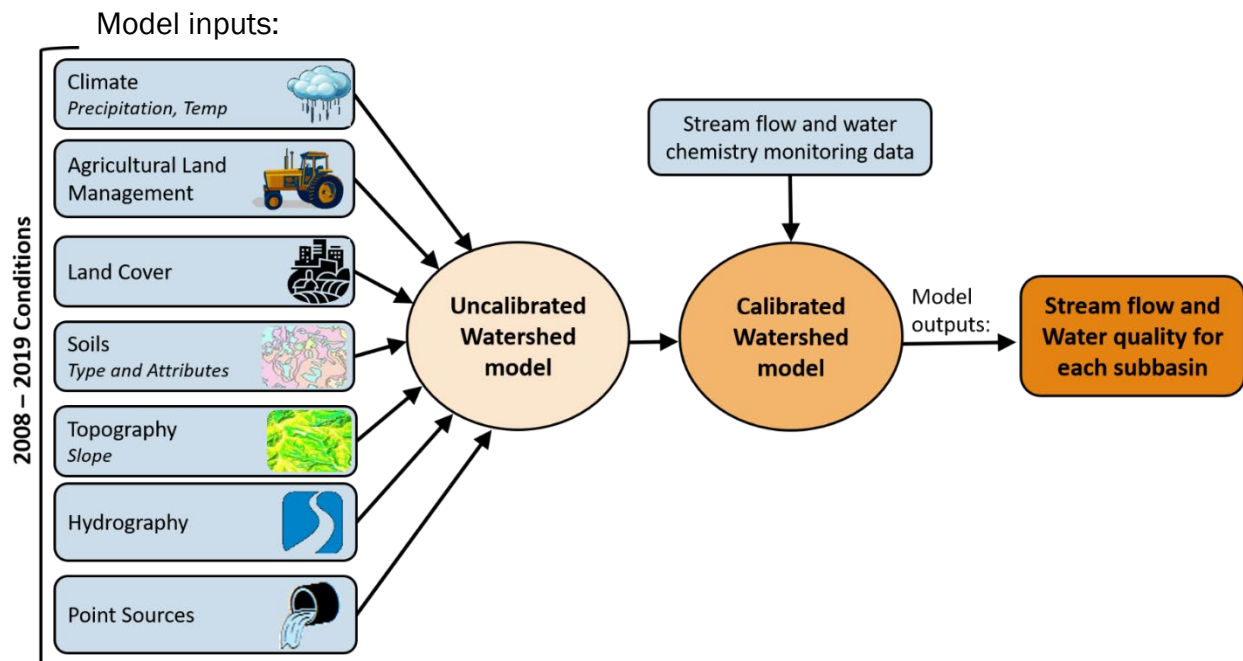 Model inputs:
2008 – 2019 Conditions
Climate
Precipitation, Temp
Agricultural Land
Management
Land Cover
Soils
Type and Attributes
Topography
Slope
Hydrography
Point Sources
Uncalibrated
Watershed
model
Stream flow and water
chemistry monitoring data
Calibrated
Watershed
model
Model
outputs:
Stream flow and
Water quality for
each subbasin